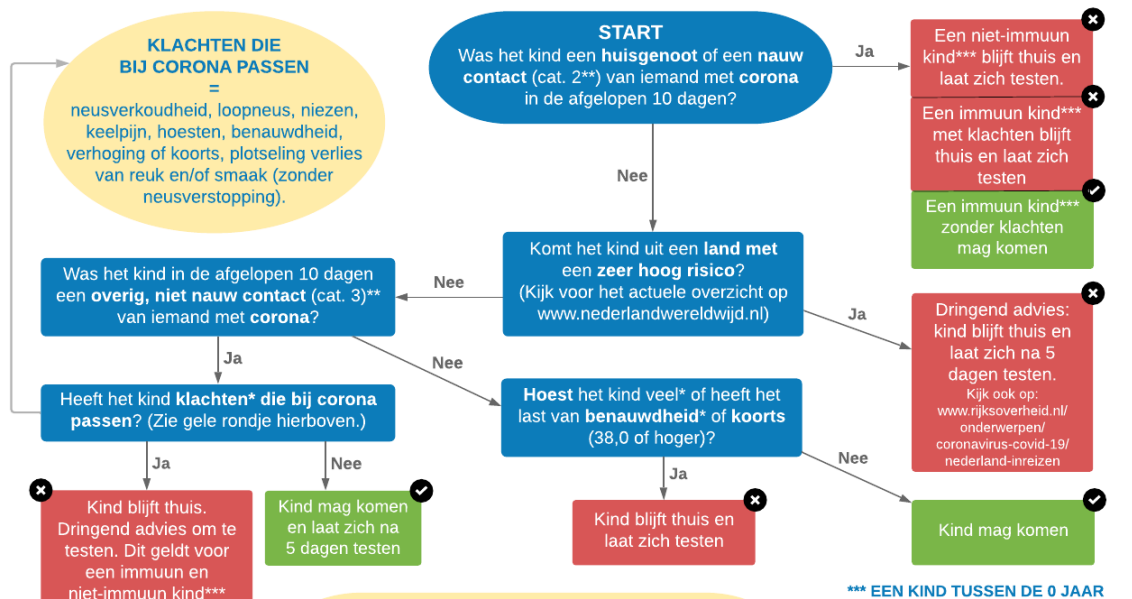 KLACHTEN DIE
BIJ CORONA PASSEN
=
neusverkoudheid, loopneus, niezen,
keelpijn, hoesten, benauwdheid,
verhoging of koorts, plotseling verlies
van reuk en/of smaak (zonder
neusverstopping).
START
Was het kind een huisgenoot of een nauw
contact (cat. 2**) van iemand met corona
in de afgelopen 10 dagen?
Ja
Een niet-immuun
kind*** blijft thuis en
laat zich testen.
Een immuun kind***
met klachten blijft
thuis en laat zich
testen
Een immuun kind***
zonder klachten
mag komen
Nee
Komt het kind uit een land met
een zeer hoog risico?
(Kijk voor het actuele overzicht op
www.nederlandwereldwijd.nl)
Ja
Dringend advies:
kind blijft thuis en
laat zich na 5
dagen testen.
Kijk ook op:
www.rijksoverheid.nl/
onderwerpen/
coronavirus-covid-19/
nederland-inreizen
Nee
Was het kind in de afgelopen 10 dagen
een overig, niet nauw contact (cat. 3)**
van iemand met corona?
Ja
Nee
Heeft het kind klachten* die bij corona
passen? (Zie gele rondje hierboven.)
Ja
Nee
Kind blijft thuis.
Dringend advies om te
testen. Dit geldt voor
een immuun en
niet-immuun kind***
Kind mag komen
en laat zich na
5 dagen testen
Hoest het kind veel* of heeft het
last van benauwdheid* of koorts
(38,0 of hoger)?
Ja
Nee
Kind blijft thuis en
laat zich testen
Kind mag komen
*** EEN KIND TUSSEN DE 0 JAAR